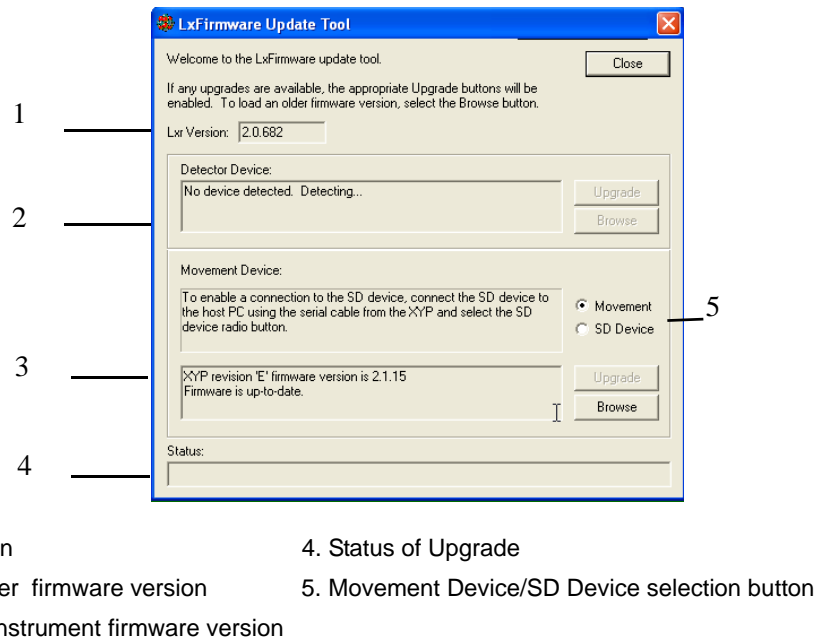 LxFirmware Update Tool
Welcome to the LxFirmware update tool.
Close
If any upgrades are available, the appropriate Upgrade buttons will be
enabled. To load an older firmware version, select the Browse button.
1
Lxr Version: 2.0.682
Detector Device:
No device detected. Detecting...
Upgrade
2
Browse
Movement Device:
To enable a connection to the SD device, connect the SD device to
the host PC using the serial cable from the XYP and select the SD
device radio button.
Movement
SD Device
5
3
XYP revision 'E' firmware version is 2.1.15
Firmware is up-to-date.
Upgrade
Browse
Status:
4
4. Status of Upgrade
firmware version
5. Movement Device/SD Device selection button
firmware version